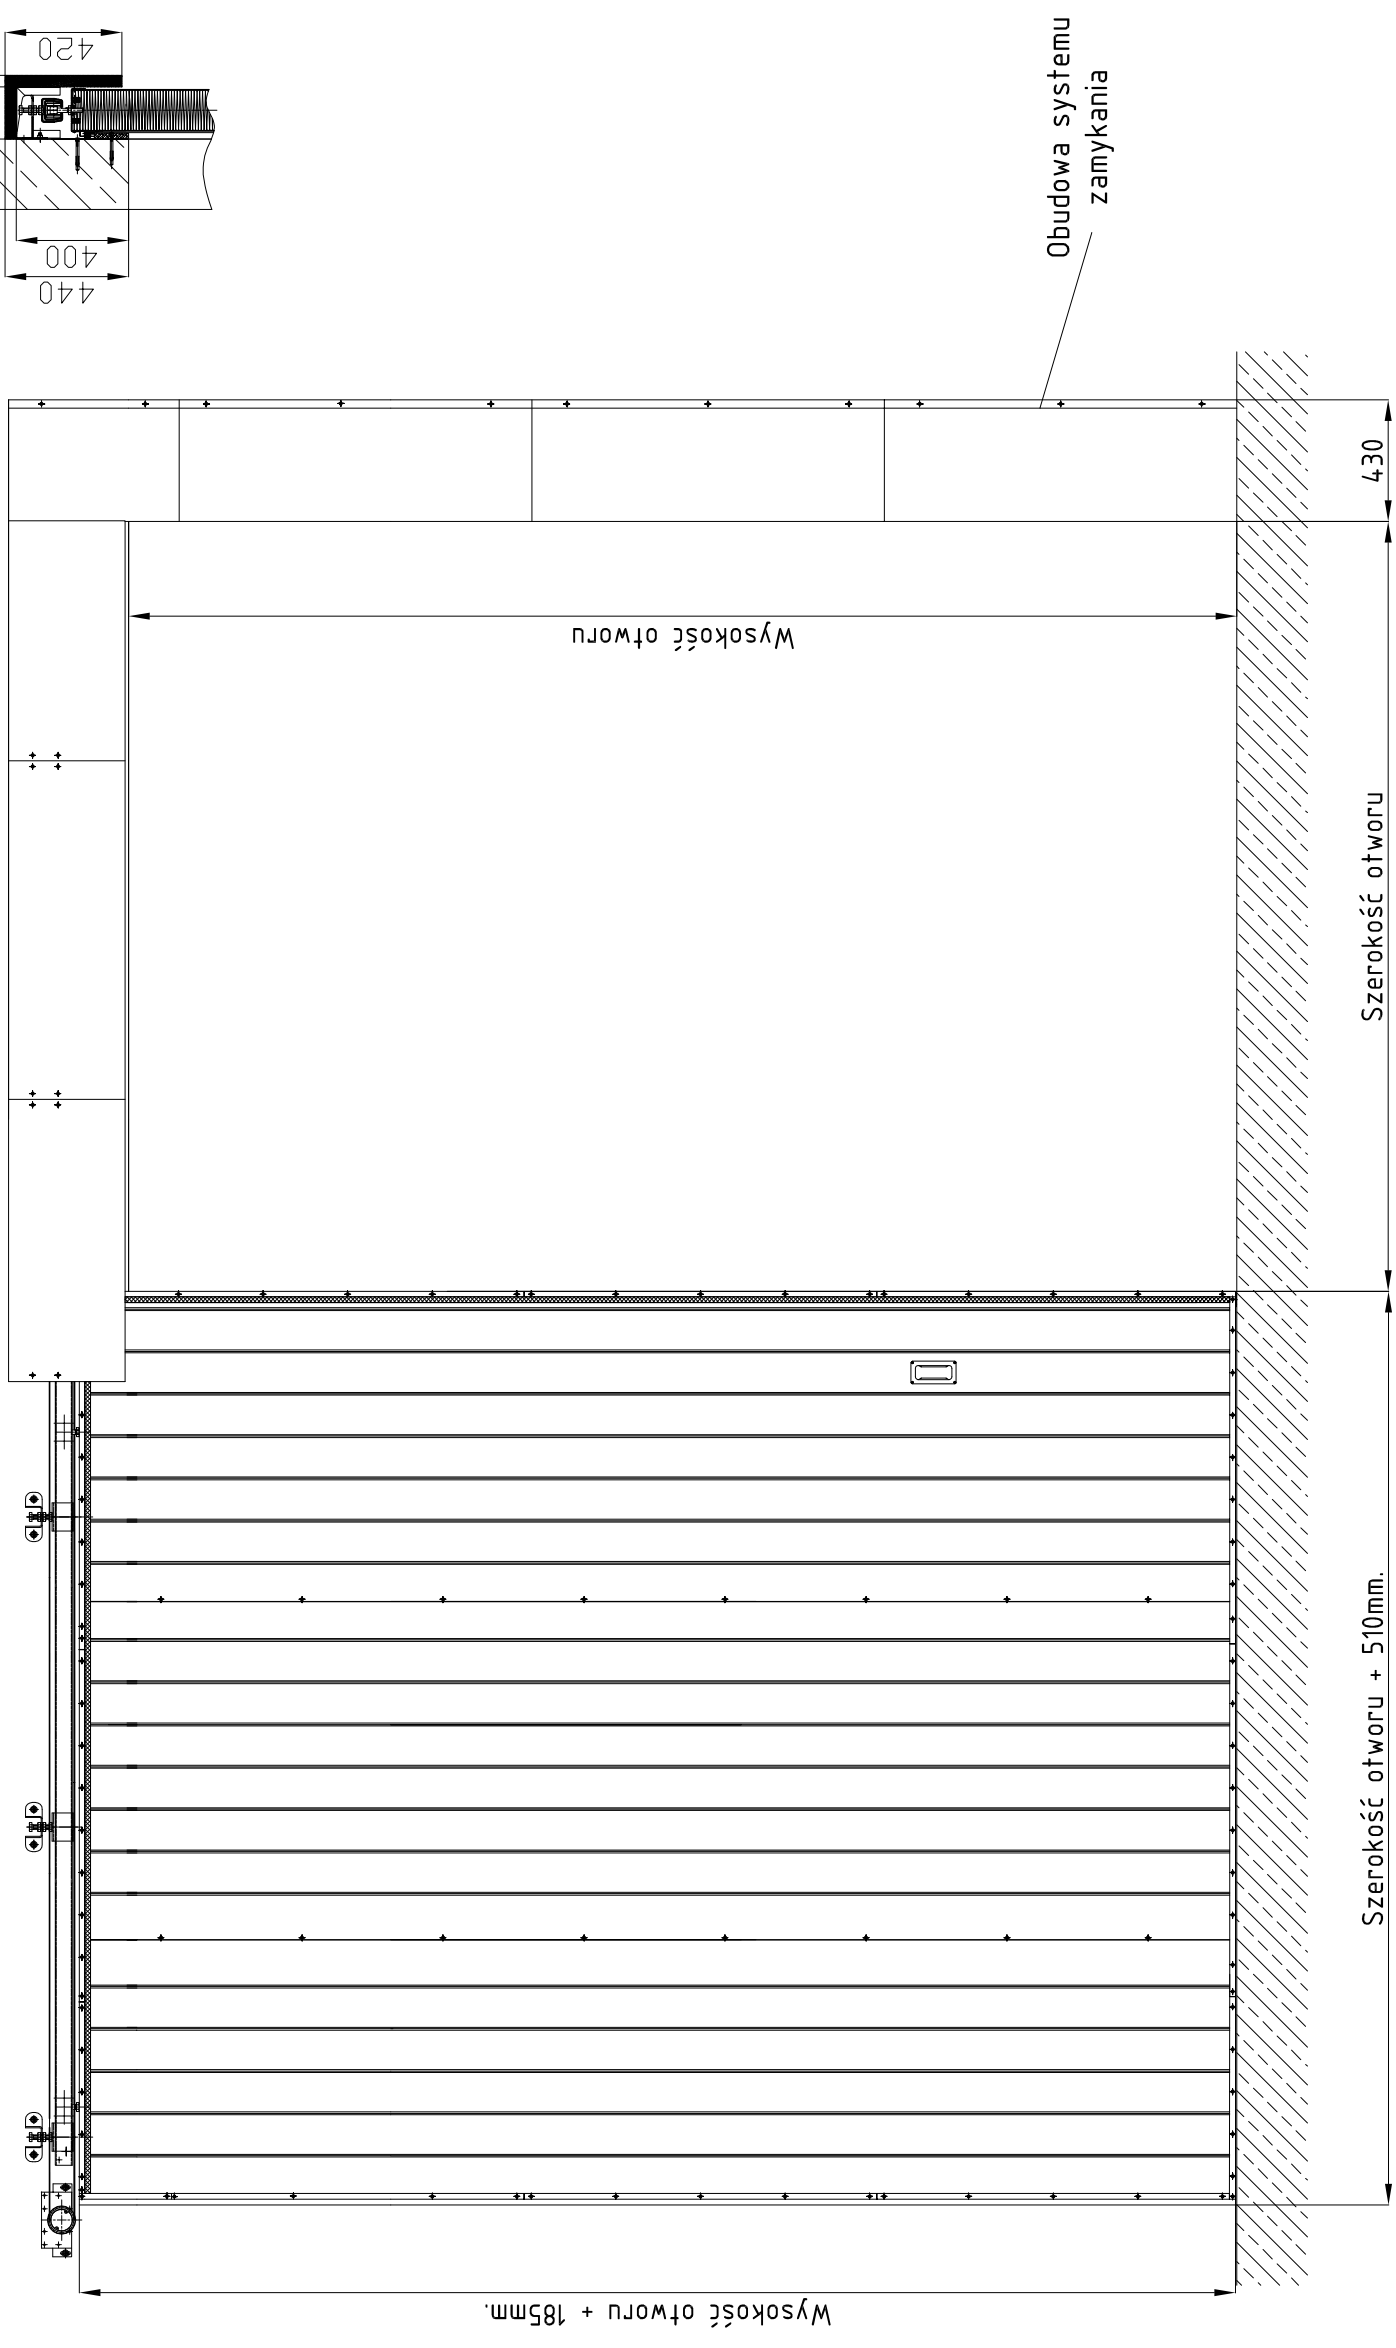 420
400
440
Obudowa systemu
zamykania
430
Wysokość otworu
Szerokość otworu
Szerokość otworu + 510mm.
Wysokość otworu + 185mm.